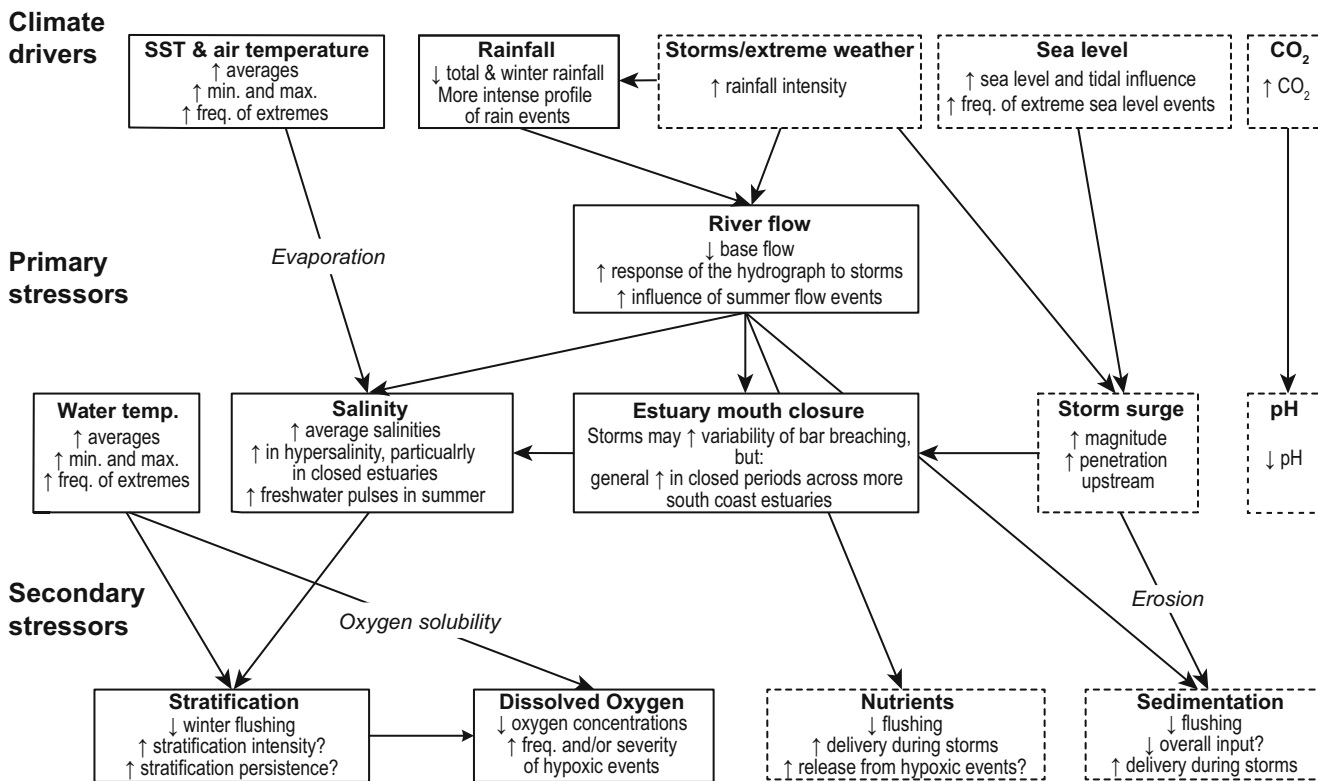 Climate
drivers
SST & air temperature
↑ averages
↑ min. and max.
↑ freq. of extremes
Rainfall
↓ total & winter rainfall
More intense profile
of rain events
Storms/extreme weather
↑ rainfall intensity
Sea level
↑ sea level and tidal influence
↑ freq. of extreme sea level events
CO₂
↑ CO₂
Primary
stressors
Evaporation
River flow
↓ base flow
↑ response of the hydrograph to storms
↑ influence of summer flow events
Water temp.
↑ averages
↑ min. and max.
↑ freq. of extremes
Salinity
↑ average salinities
↑ in hypersalinity, particualrly
in closed estuaries
↑ freshwater pulses in summer
Estuary mouth closure
Storms may ↑ variability of bar breaching,
but:
general ↑ in closed periods across more
south coast estuaries
Storm surge
↑ magnitude
↑ penetration
upstream
pH
↓ pH
Secondary
stressors
Oxygen solubility
Erosion
Stratification
↓ winter flushing
↑ stratification intensity?
↑ stratification persistence?
Dissolved Oxygen
↓ oxygen concentrations
↑ freq. and/or severity
of hypoxic events
Nutrients
↓ flushing
↑ delivery during storms
↑ release from hypoxic events?
Sedimentation
↓ flushing
↓ overall input?
↑ delivery during storms